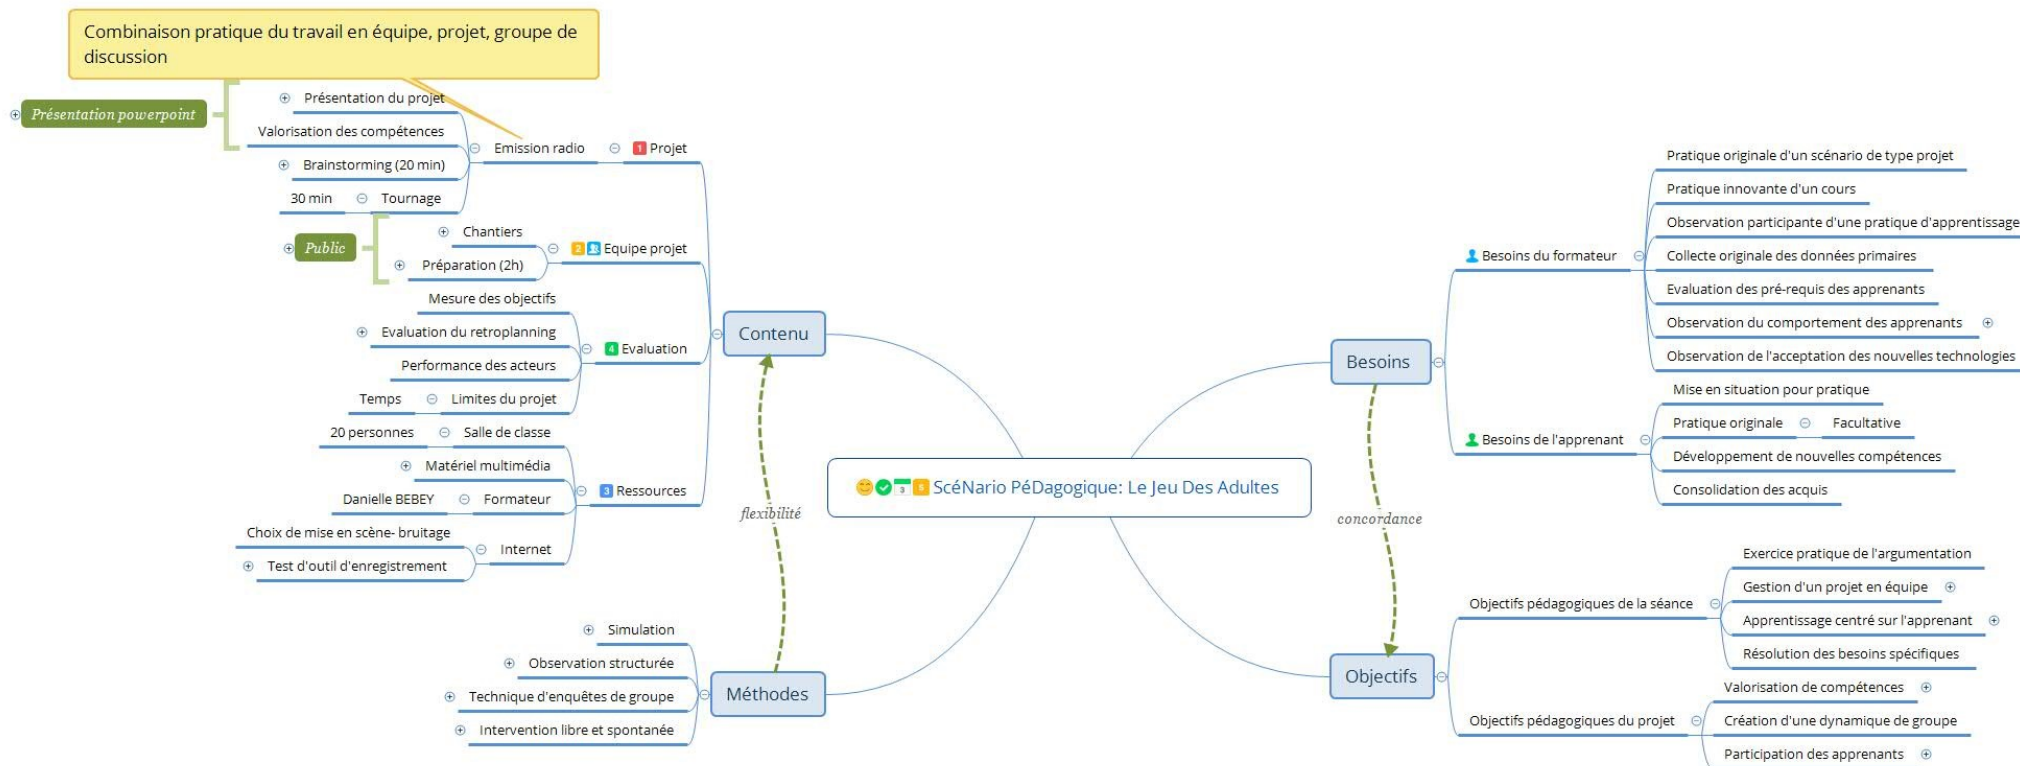 Combinaison pratique du travail en équipe, projet, groupe de
discussion
Présentation powerpoint
Présentation du projet
Valorisation des compétences
Brainstorming (20 min)
30 min
Tournage
Emission radio
1 Projet
Public
Chantiers
Préparation (2h)
2 Equipe projet
Mesure des objectifs
Evaluation du retroplanning
Performance des acteurs
Temps
Limites du projet
4 Evaluation
20 personnes
Salle de classe
Matériel multimédia
Danielle BEBEY
Formateur
Choix de mise en scène- bruitage
Test d'outil d'enregistrement
Internet
3 Ressources
Contenu
flexibilité
Simulation
Observation structurée
Technique d'enquêtes de groupe
Intervention libre et spontanée
Méthodes
3 5 ScéNario PéDagogique: Le Jeu Des Adultes
Besoins
Besoins du formateur
Pratique originale d'un scénario de type projet
Pratique innovante d'un cours
Observation participante d'une pratique d'apprentissage
Collecte originale des données primaires
Evaluation des pré-requis des apprenants
Observation du comportement des apprenants
Observation de l'acceptation des nouvelles technologies
Besoins de l'apprenant
Mise en situation pour pratique
Pratique originale
Facultative
Développement de nouvelles compétences
Consolidation des acquis
concordance
Objectifs
Objectifs pédagogiques de la séance
Exercice pratique de l'argumentation
Gestion d'un projet en équipe
Apprentissage centré sur l'apprenant
Résolution des besoins spécifiques
Objectifs pédagogiques du projet
Valorisation de compétences
Création d'une dynamique de groupe
Participation des apprenants